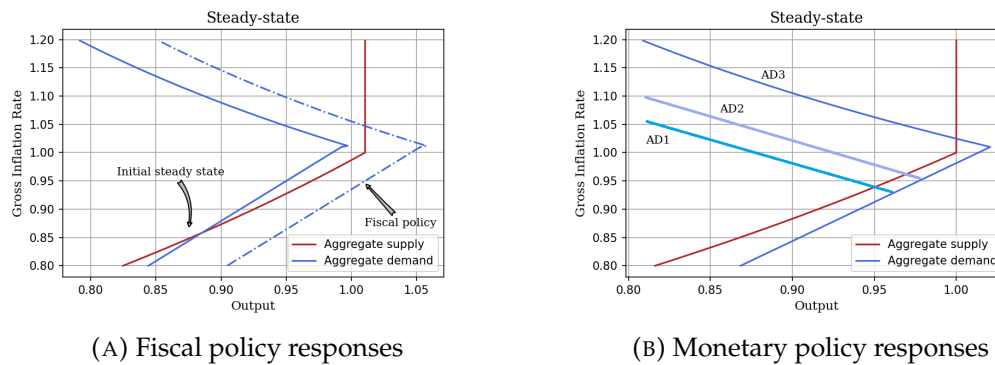 Steady-state
1.20
1.15
1.10
1.05
1.00
0.95
0.90
0.85
0.80
Gross Inflation Rate
Initial steady state
Fiscal policy
Aggregate supply
Aggregate demand
0.80 0.85 0.90 0.95 1.00 1.05
Output
(A) Fiscal policy responses
Steady-state
1.20
1.15
1.10
1.05
1.00
0.95
0.90
0.85
0.80
Gross Inflation Rate
AD3
AD2
AD1
Aggregate supply
Aggregate demand
0.80 0.85 0.90 0.95 1.00
Output
(B) Monetary policy responses